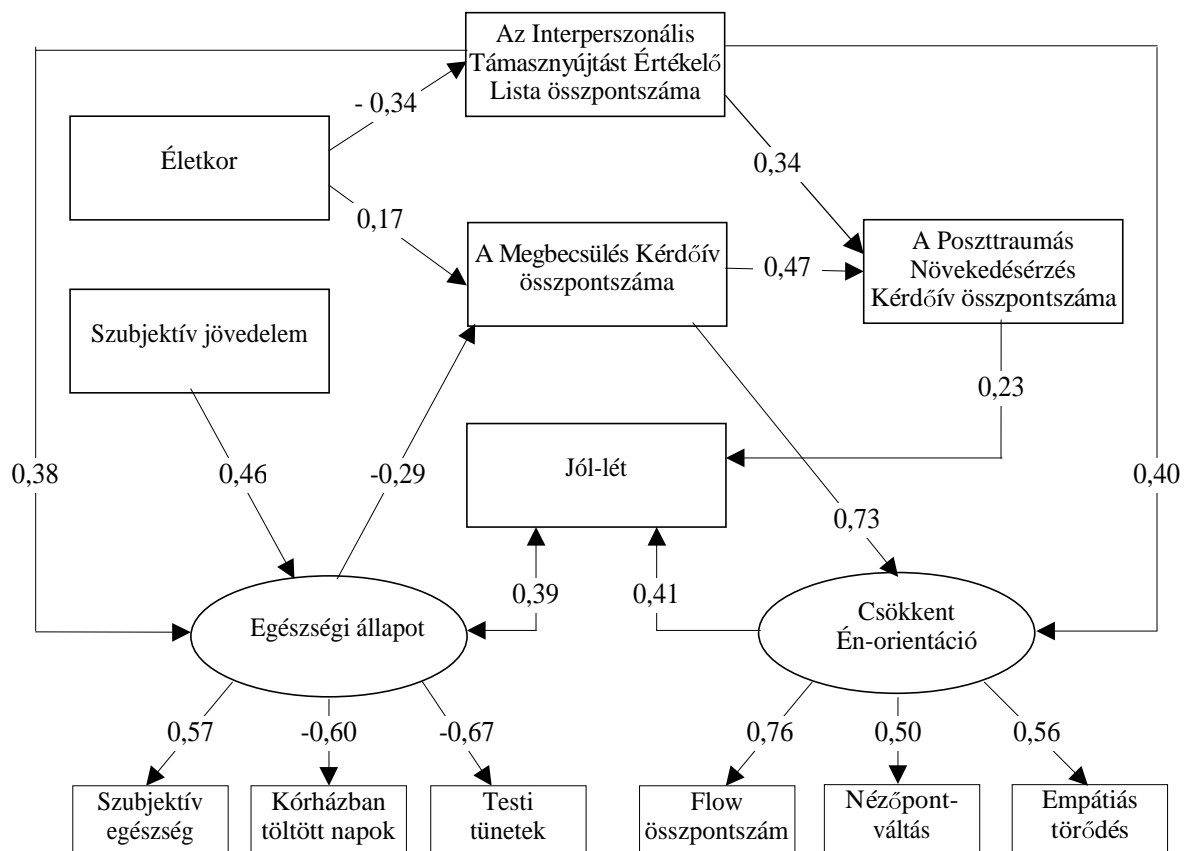 Az Interperszonális
Támasznyújtást Értékelő
Lista összpontszáma
- 0,34
Életkor
0,34
0,17
A Megbecsülés Kérdőív
összpontszáma
0,47
A Poszttraumás
Növekedésérzés
Kérdőív összpontszáma
Szubjektív jövedelem
0,23
0,38
0,46
-0,29
Jól-lét
0,40
0,73
0,39
0,41
Egészségi állapot
Csökkent
Én-orientáció
0,57
-0,60
-0,67
0,76
0,50
0,56
Szubjektív
egészség
Kórházban
töltött napok
Testi
tünetek
Flow
összpontszám
Nézőpont-
váltás
Empátiás
törődés